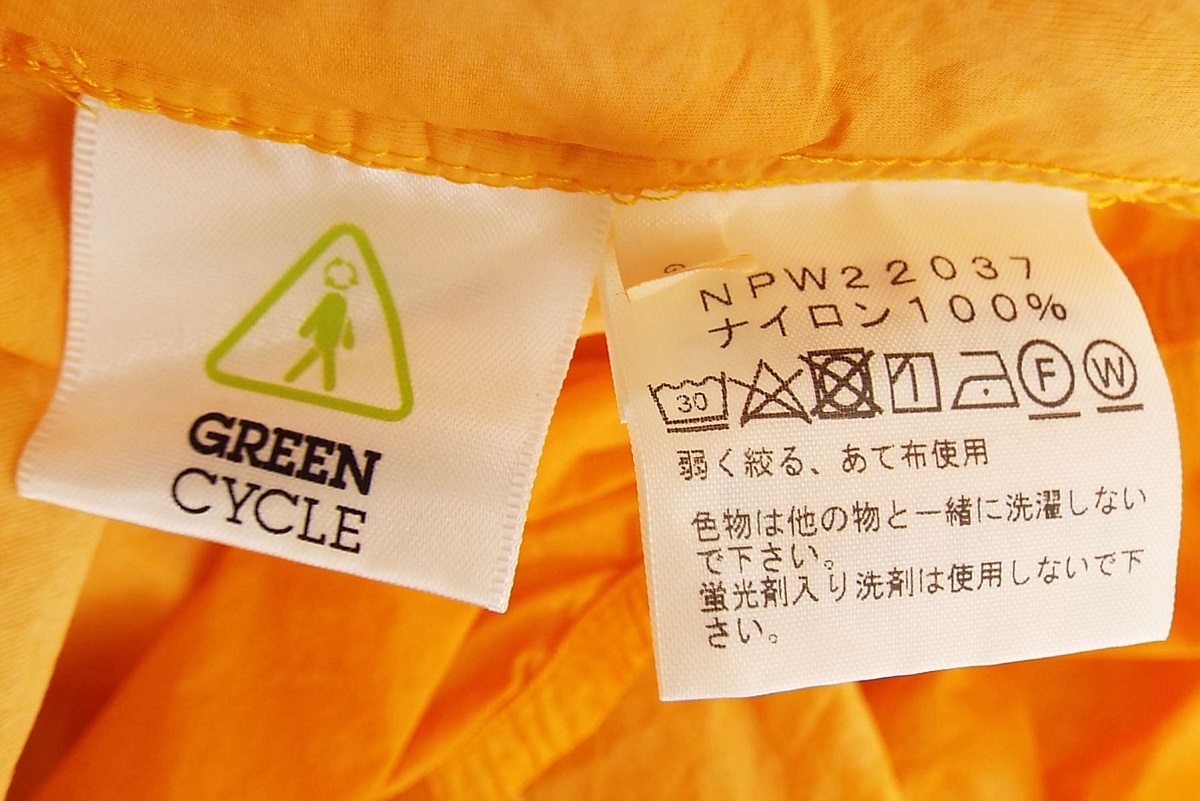 GREEN
CYCLE
NPW22037
ナイロン100%
30
F
W
弱く絞る、あて布使用
色物は他の物と一緒に洗濯しない
で下さい。
蛍光剤入り洗剤は使用しないで下
さい。